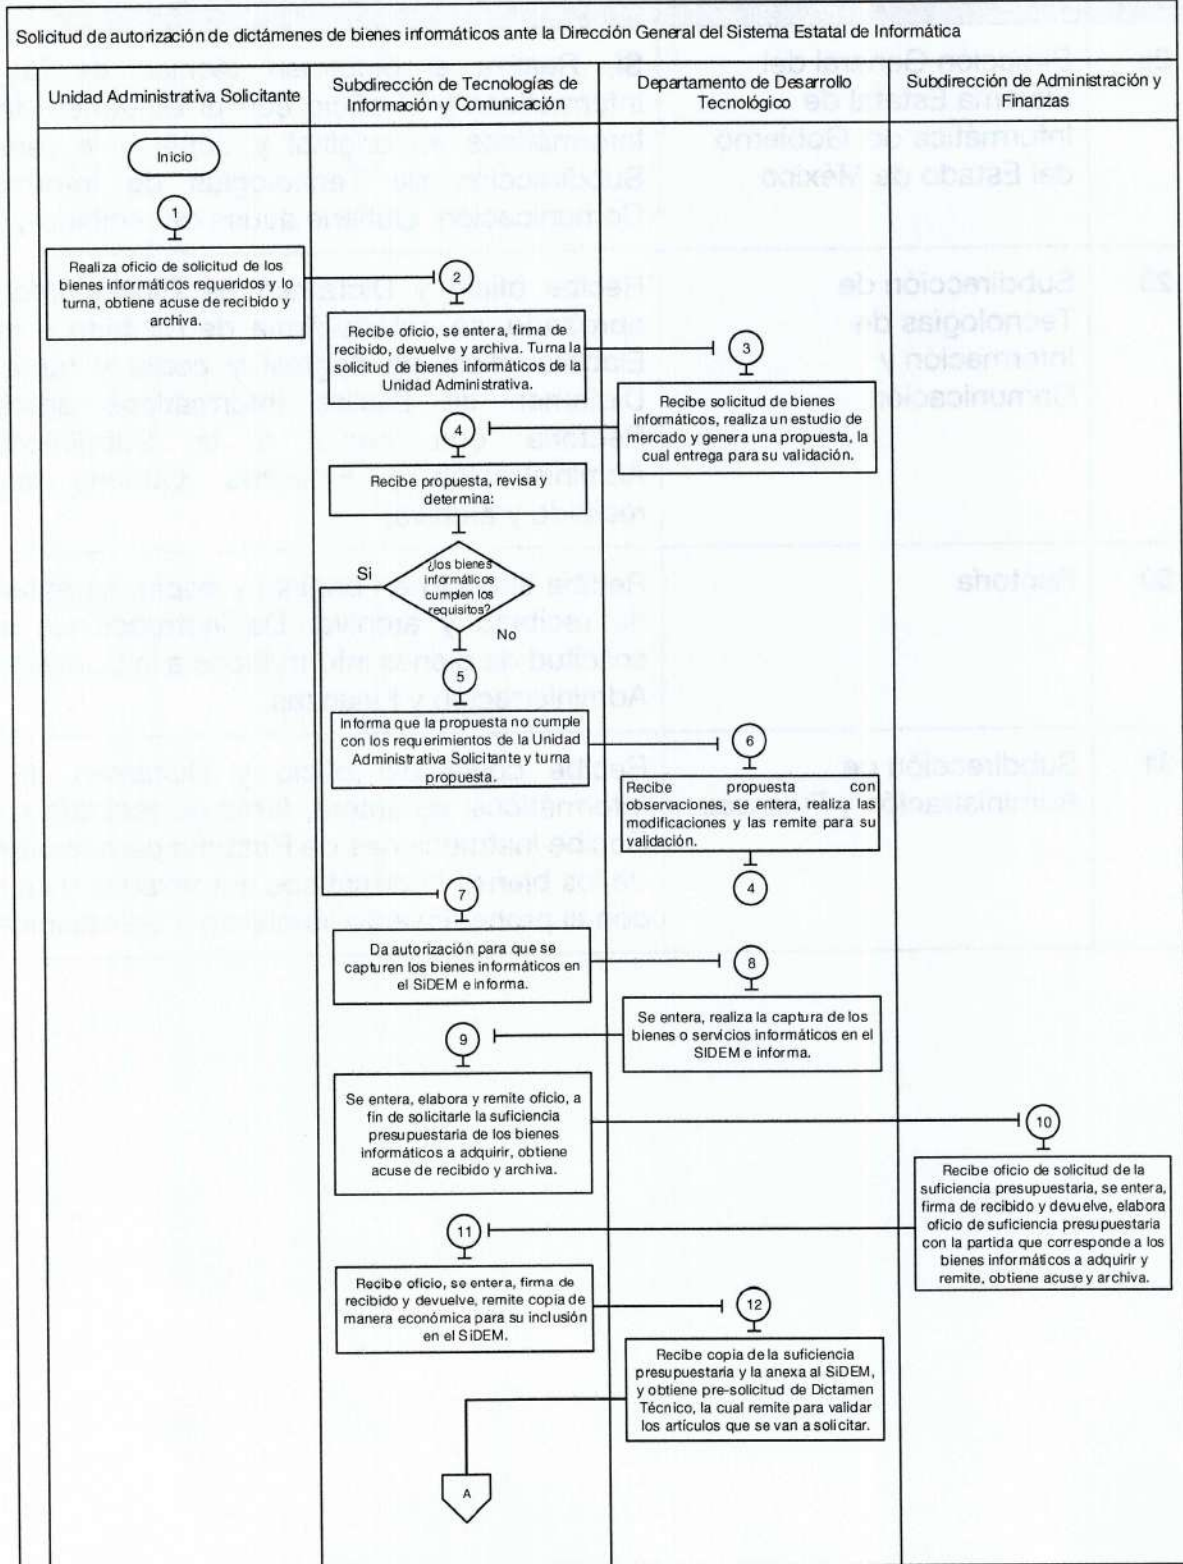 Solicitud de autorización de dictámenes de bienes informáticos ante la Dirección General del Sistema Estatal de Informática
Unidad Administrativa Solicitante
Subdirección de Tecnologías de
Información y Comunicación
Departamento de Desarrollo
Tecnológico
Subdirección de Administración y
Finanzas
Inicio
1
Realiza oficio de solicitud de los
bienes informáticos requeridos y lo
turna, obtiene acuse de recibido y
archiva.
2
Recibe oficio, se entera, firma de
recibido, devuelve y archiva. Turna la
solicitud de bienes informáticos de la
Unidad Administrativa.
3
Recibe solicitud de bienes
informáticos, realiza un estudio de
mercado y genera una propuesta, la
cual entrega para su validación.
4
Recibe propuesta, revisa y
determina:
¿los bienes
informáticos
cumplen los
requisitos?
Si
No
5
Informa que la propuesta no cumple
con los requerimientos de la Unidad
Administrativa Solicitante y turna
propuesta.
6
Recibe propuesta con
observaciones, se entera, realiza las
modificaciones y las remite para su
validación.
4
7
Da autorización para que se
capturen los bienes informáticos en
el SiDEM e informa.
8
Se entera, realiza la captura de los
bienes o servicios informáticos en el
SIDEM e informa.
9
Se entera, elabora y remite oficio, a
fin de solicitarle la suficiencia
presupuestaria de los bienes
informáticos a adquirir, obtiene
acuse de recibido y archiva.
10
Recibe oficio de solicitud de la
suficiencia presupuestaria, se entera,
firma de recibido y devuelve, elabora
oficio de suficiencia presupuestaria
con la partida que corresponde a los
bienes informáticos a adquirir y
remite, obtiene acuse y archiva.
11
Recibe oficio, se entera, firma de
recibido y devuelve, remite copia de
manera económica para su inclusión
en el SiDEM.
12
Recibe copia de la suficiencia
presupuestaria y la anexa al SiDEM,
y obtiene pre-solicitud de Dictamen
Técnico, la cual remite para validar
los artículos que se van a solicitar.
A